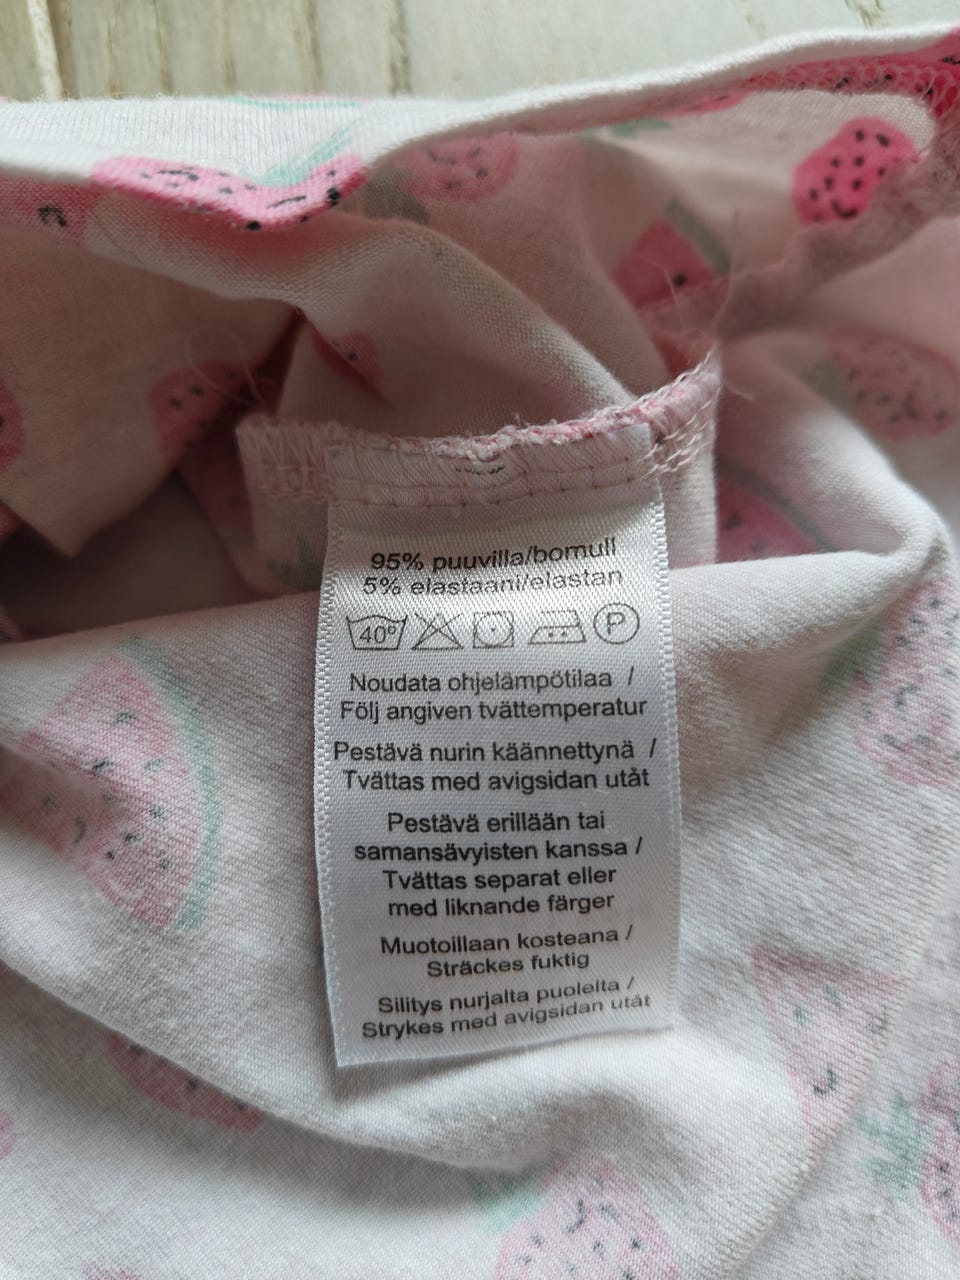 95% puuvilla/bomull
5% elastaani/elastan
40° P
Noudata ohjelämpötilaa /
Följ angiven tvättemperatur
Pestävä nurin käännettynä /
Tvättas med avigsidan utåt
Pestävä erillään tai
samansävyisten kanssa /
Tvättas separat eller
med liknande färger
Muotoillaan kosteana /
Sträckes fuktig
Silitys nurjalta puolelta /
Strykes med avigsidan utåt